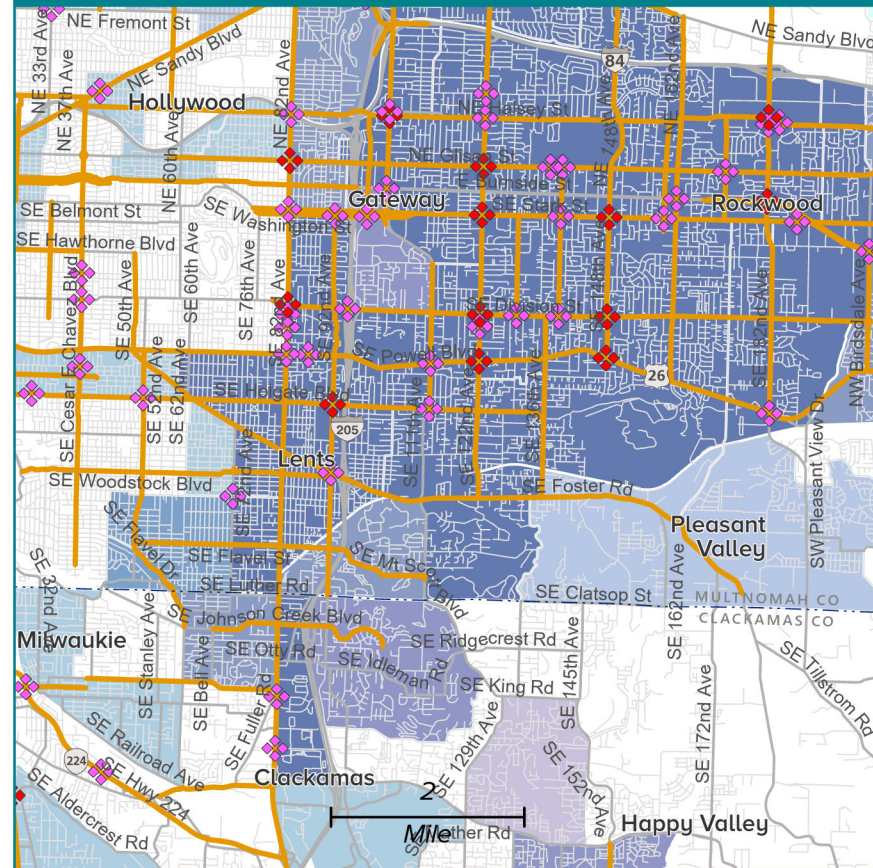 NE Fremont St
NE 33rd Ave
NE 37th Ave
NE Sandy Blvd
NE Sandy Blvd
Hollywood
NE 82nd Ave
84
NE 162nd Ave
NE 148th Ave
NE Halsey St
NE 60th Ave
NE Glisan St
E Burnside St
Gateway
SE Belmont St
SE Washington St
SE Stark St
Rockwood
SE Hawthorne Blvd
SE Cesar E Chavez Blvd
SE 50th Ave
SE 60th Ave
SE 76th Ave
SE 82nd Ave
SE 92nd Ave
SE Division St
SE 148th Ave
SE 182nd Ave
NW Birdsdale Ave
SE Powell Blvd
26
SE 52nd Ave
SE 62nd Ave
SE Holgate Blvd
205
SE 111th Ave
SE 122nd Ave
SE 136th Ave
Lents
SE 72nd Ave
SE Woodstock Blvd
SE Foster Rd
SW Pleasant View Dr
Pleasant
Valley
SE Flavel Dr
SE Flavel St
SE Mt Scott Blvd
SE 32nd Ave
SE Luther Rd
SE Clatsop St
SE 162nd Ave
MULTNOMAH CO
CLACKAMAS CO
SE Johnson Creek Blvd
Milwaukie
SE Stanley Ave
SE Bell Ave
SE Otty Rd
SE Idleman Rd
SE Ridgecrest Rd
SE 145th Ave
SE King Rd
SE Tillstrom Rd
SE Fuller Rd
SE 129th Ave
SE 152nd Ave
SE 172nd Ave
SE Railroad Ave
224
SE Hwy 224
Clackamas
SE Aldercrest Rd
2
Mile
Rd
Happy Valley